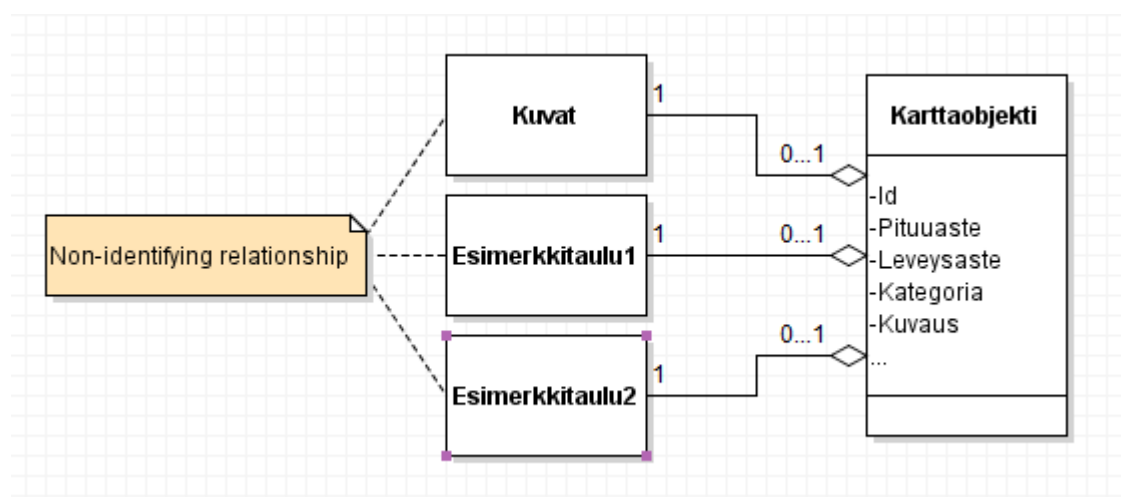 Non-identifying relationship
Kuvat
1
0...1
Esimerkkitaulu1
1
0...1
Esimerkkitaulu2
1
0...1
Karttaobjekti
-Id
-Pituuaste
-Leveysaste
-Kategoria
-Kuvaus
...